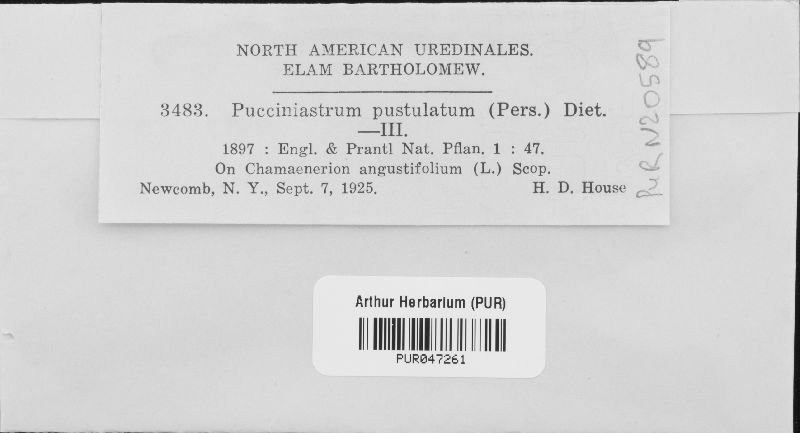 NORTH AMERICAN UREDINALES.
ELAM BARTHOLOMEW.
3483. Pucciniastrum pustulatum (Pers.) Diet.
—III.
1897 : Engl. & Prantl Nat. Pflan. 1 : 47.
On Chamaenerion angustifolium (L.) Scop.
Newcomb, N. Y., Sept. 7, 1925. H. D. House
PUR N20589
Arthur Herbarium (PUR)
PUR047261